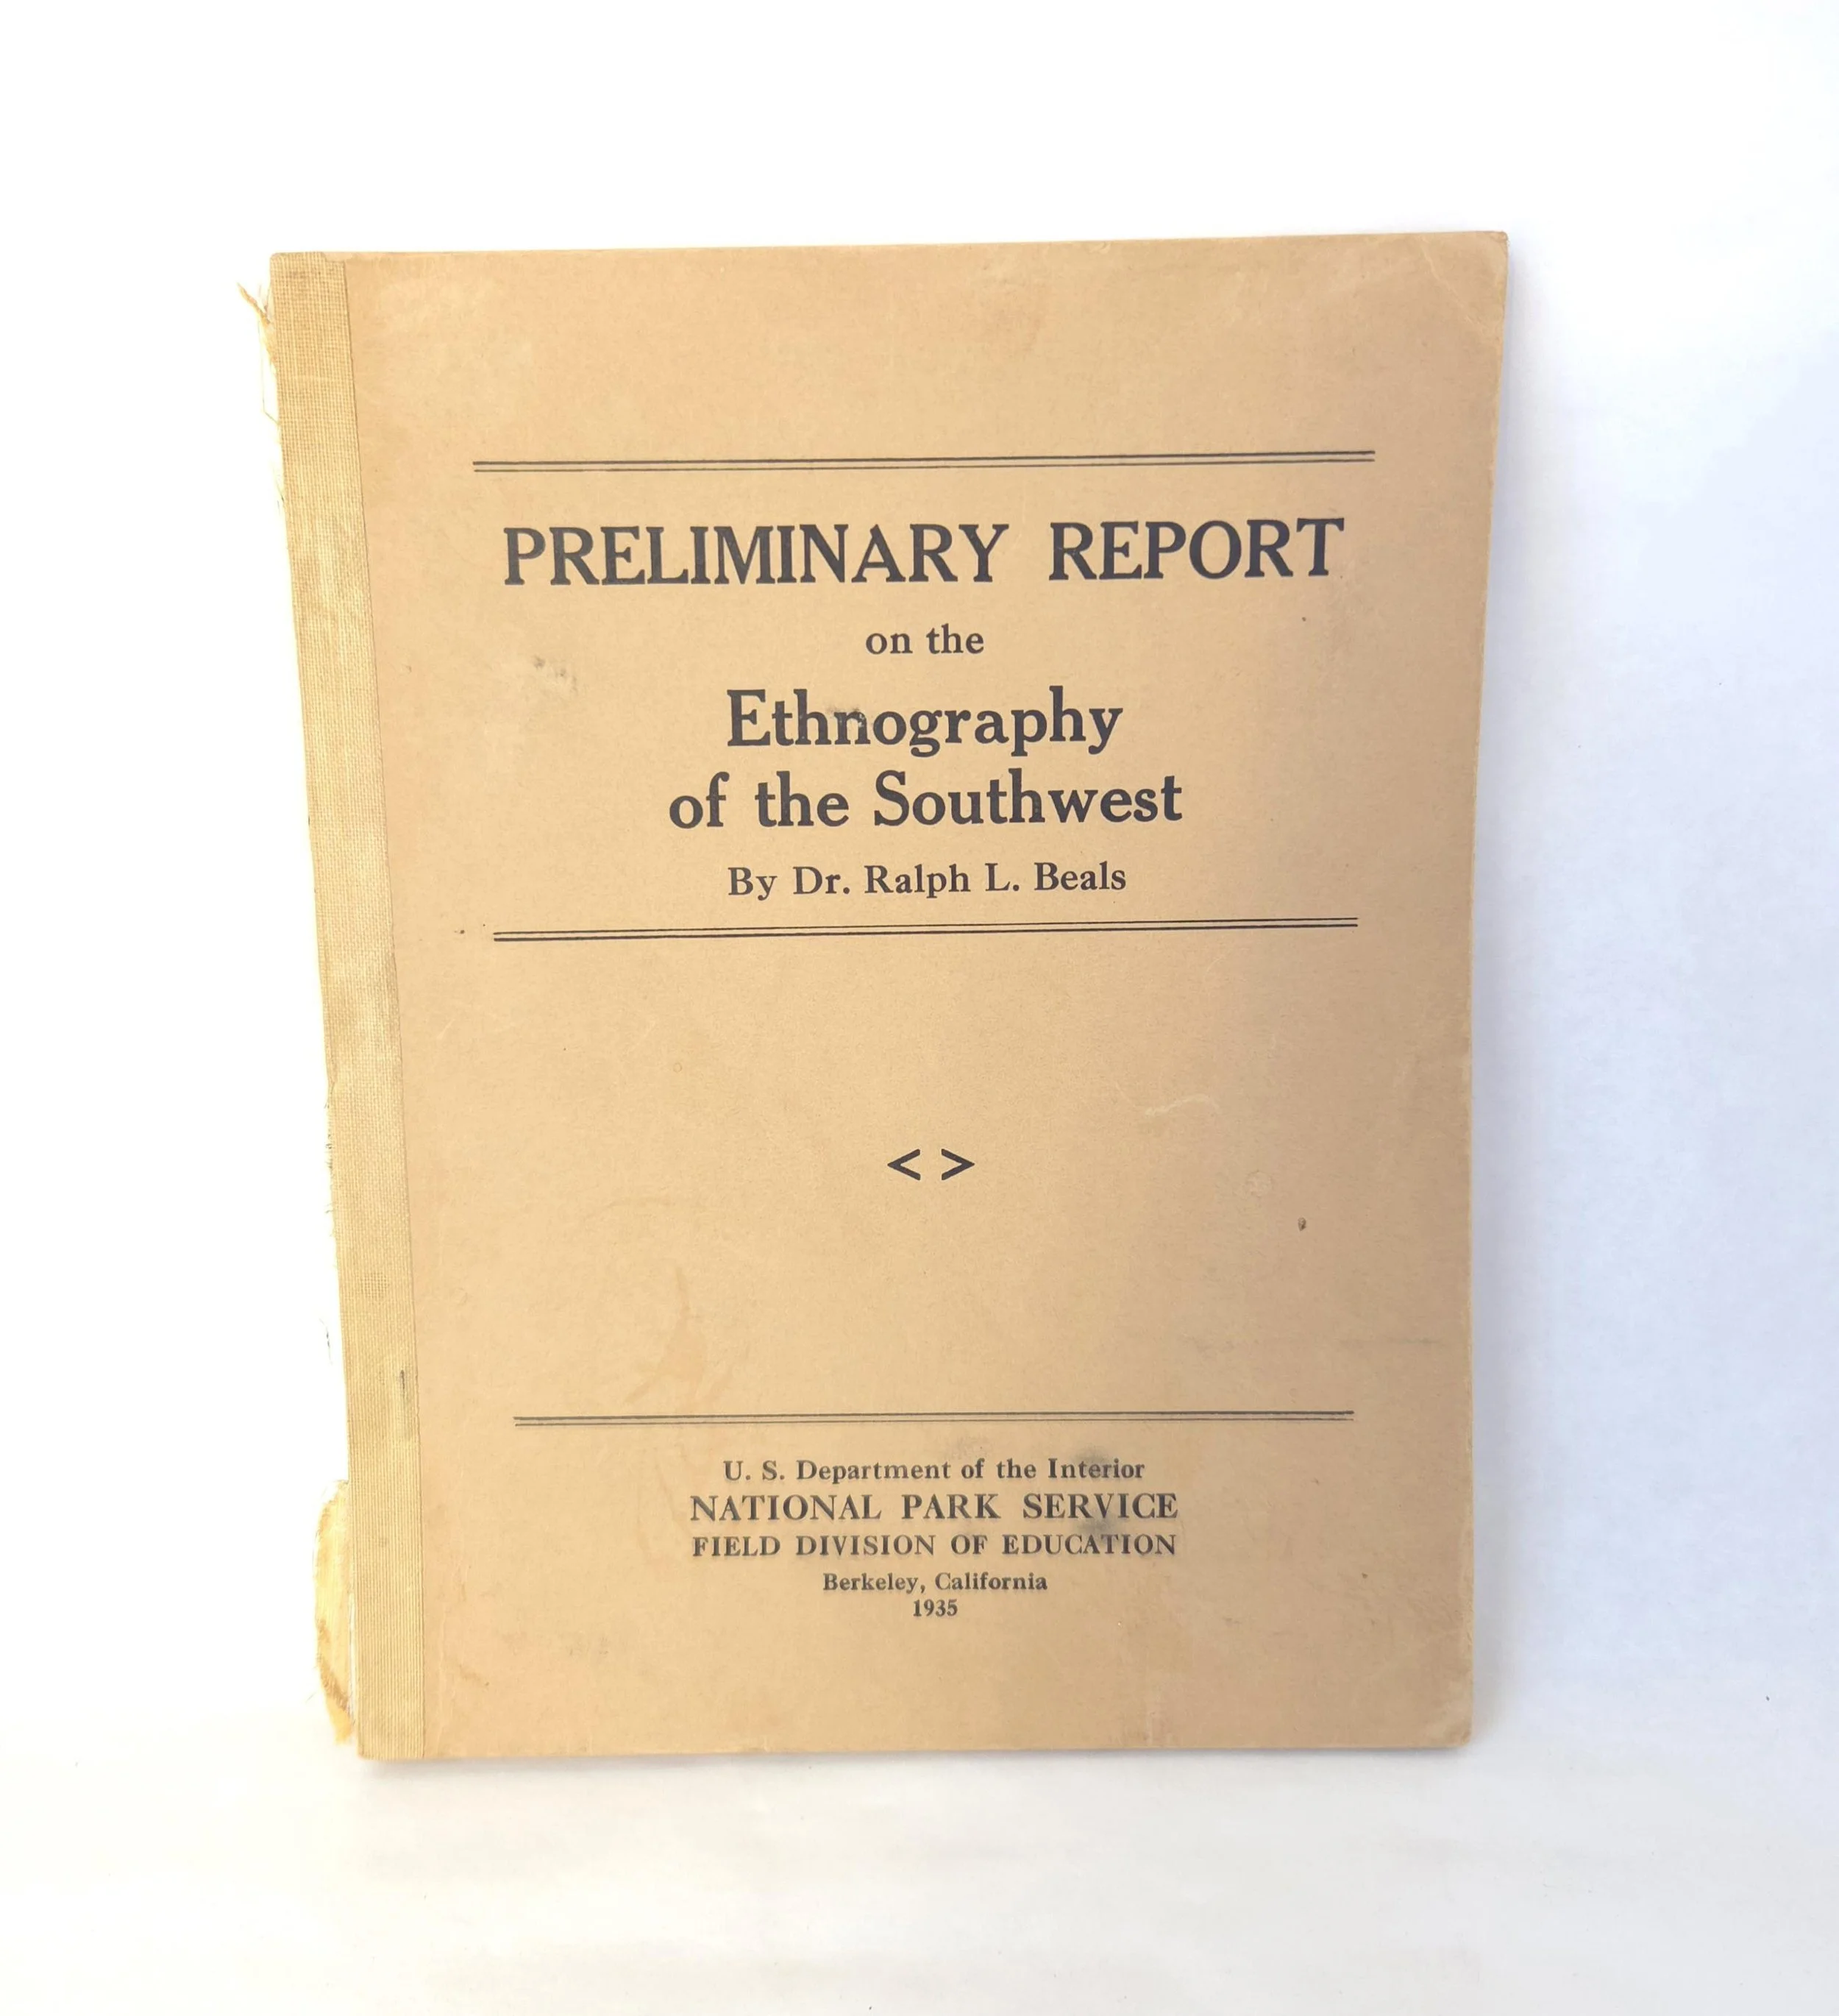 PRELIMINARY REPORT
on the
Ethnography
of the Southwest
By Dr. Ralph L. Beals
< >
U. S. Department of the Interior
NATIONAL PARK SERVICE
FIELD DIVISION OF EDUCATION
Berkeley, California
1935